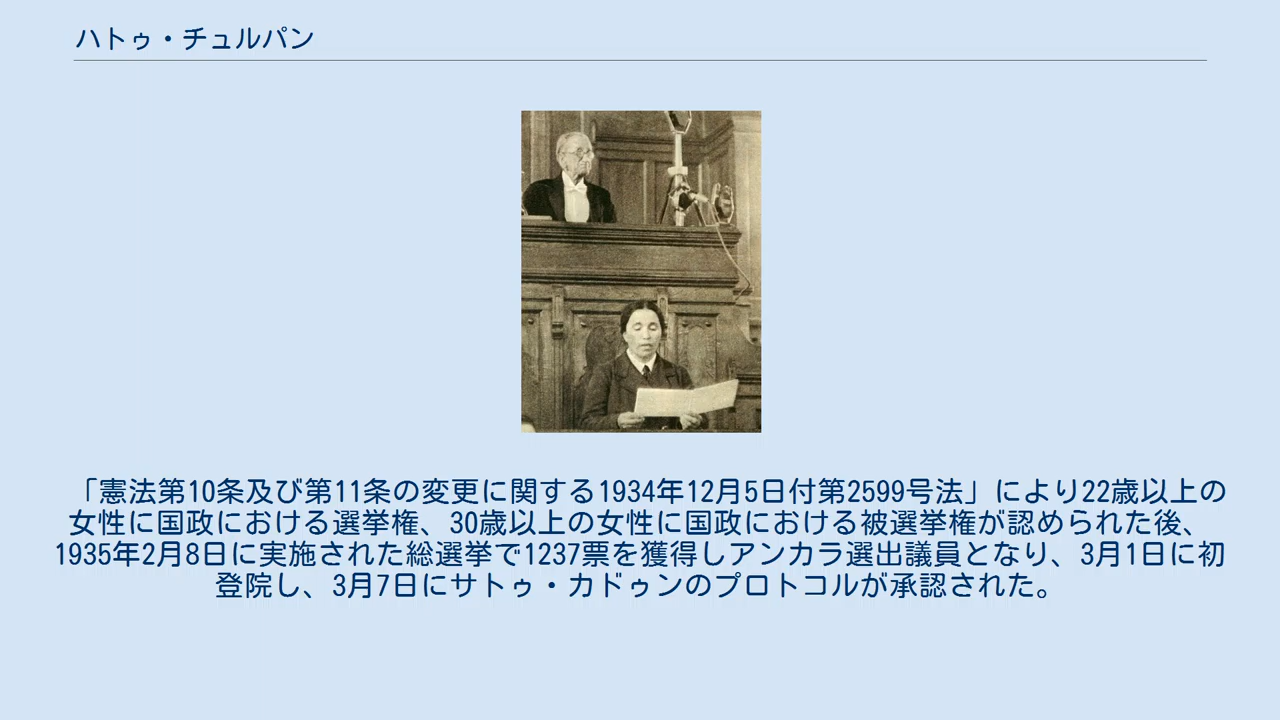 ハトゥ・チュルパン
「憲法第10条及び第11条の変更に関する1934年12月5日付第2599号法」により22歳以上の
女性に国政における選挙権、30歳以上の女性に国政における被選挙権が認められた後、
1935年2月8日に実施された総選挙で1237票を獲得しアンカラ選出議員となり、3月1日に初
登院し、3月7日にサトゥ・カドゥンのプロトコルが承認された。